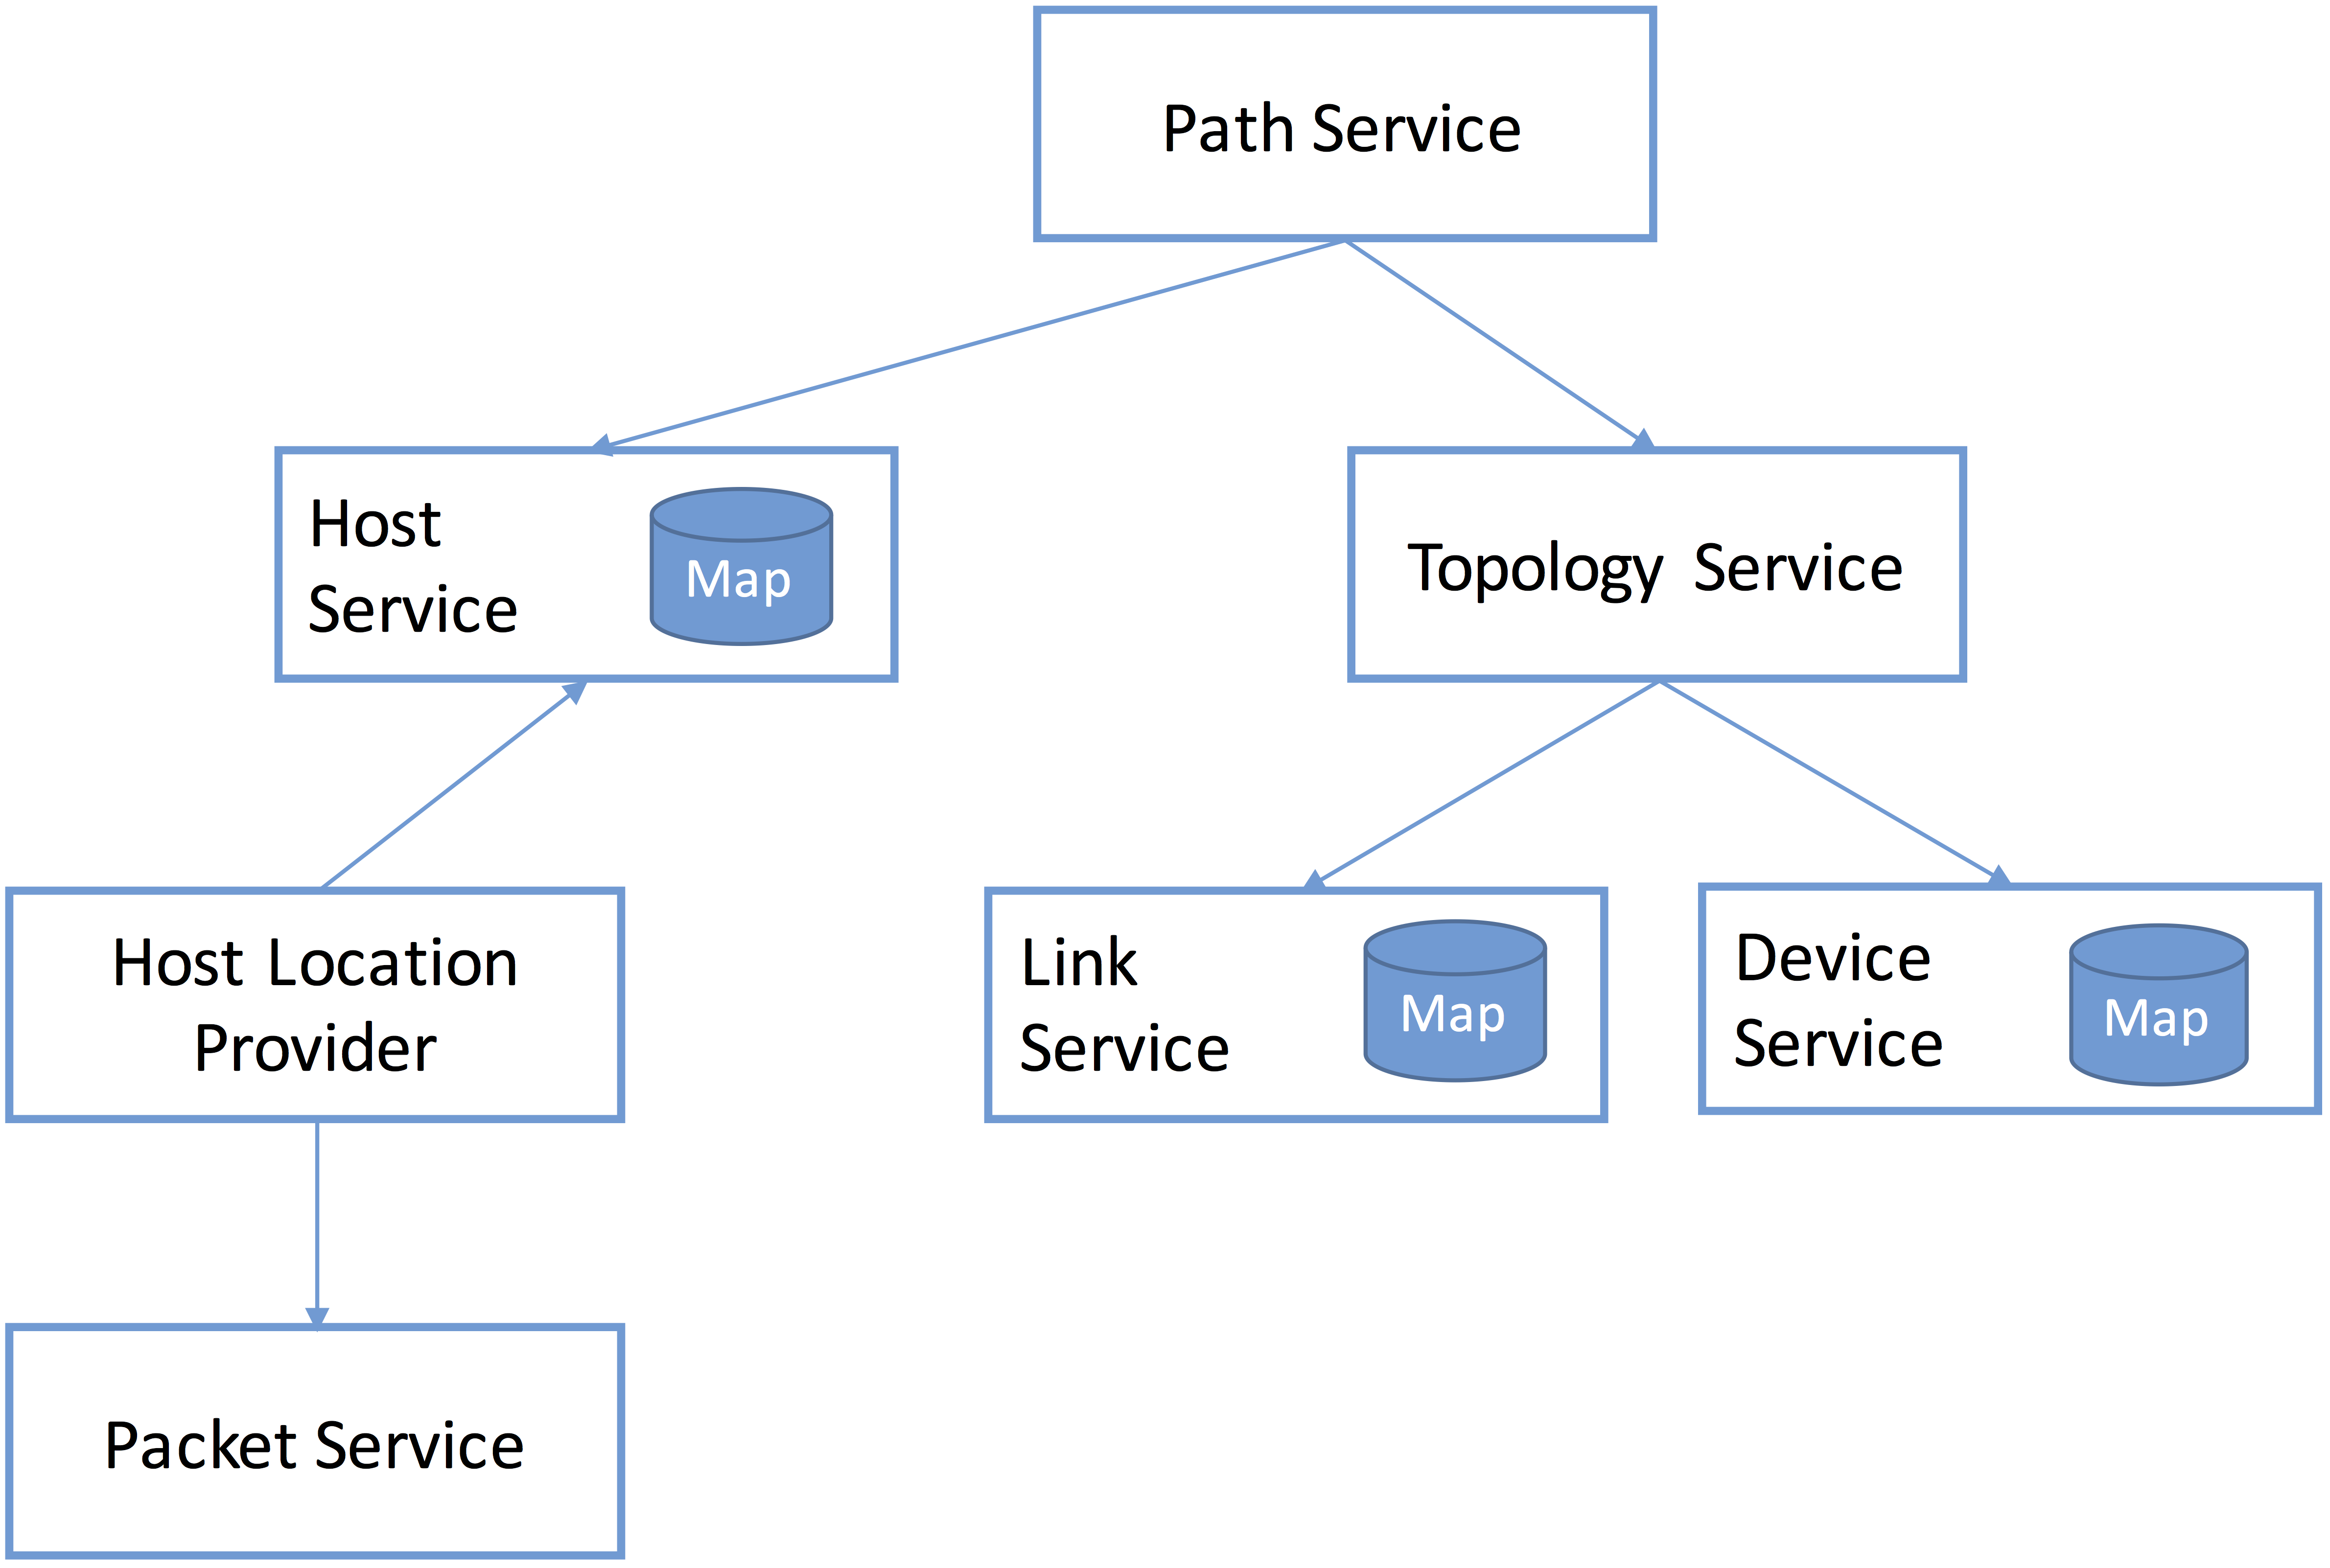 Path Service
Host
Service
Map
Topology Service
Host Location
Provider
Link
Service
Map
Device
Service
Map
Packet Service